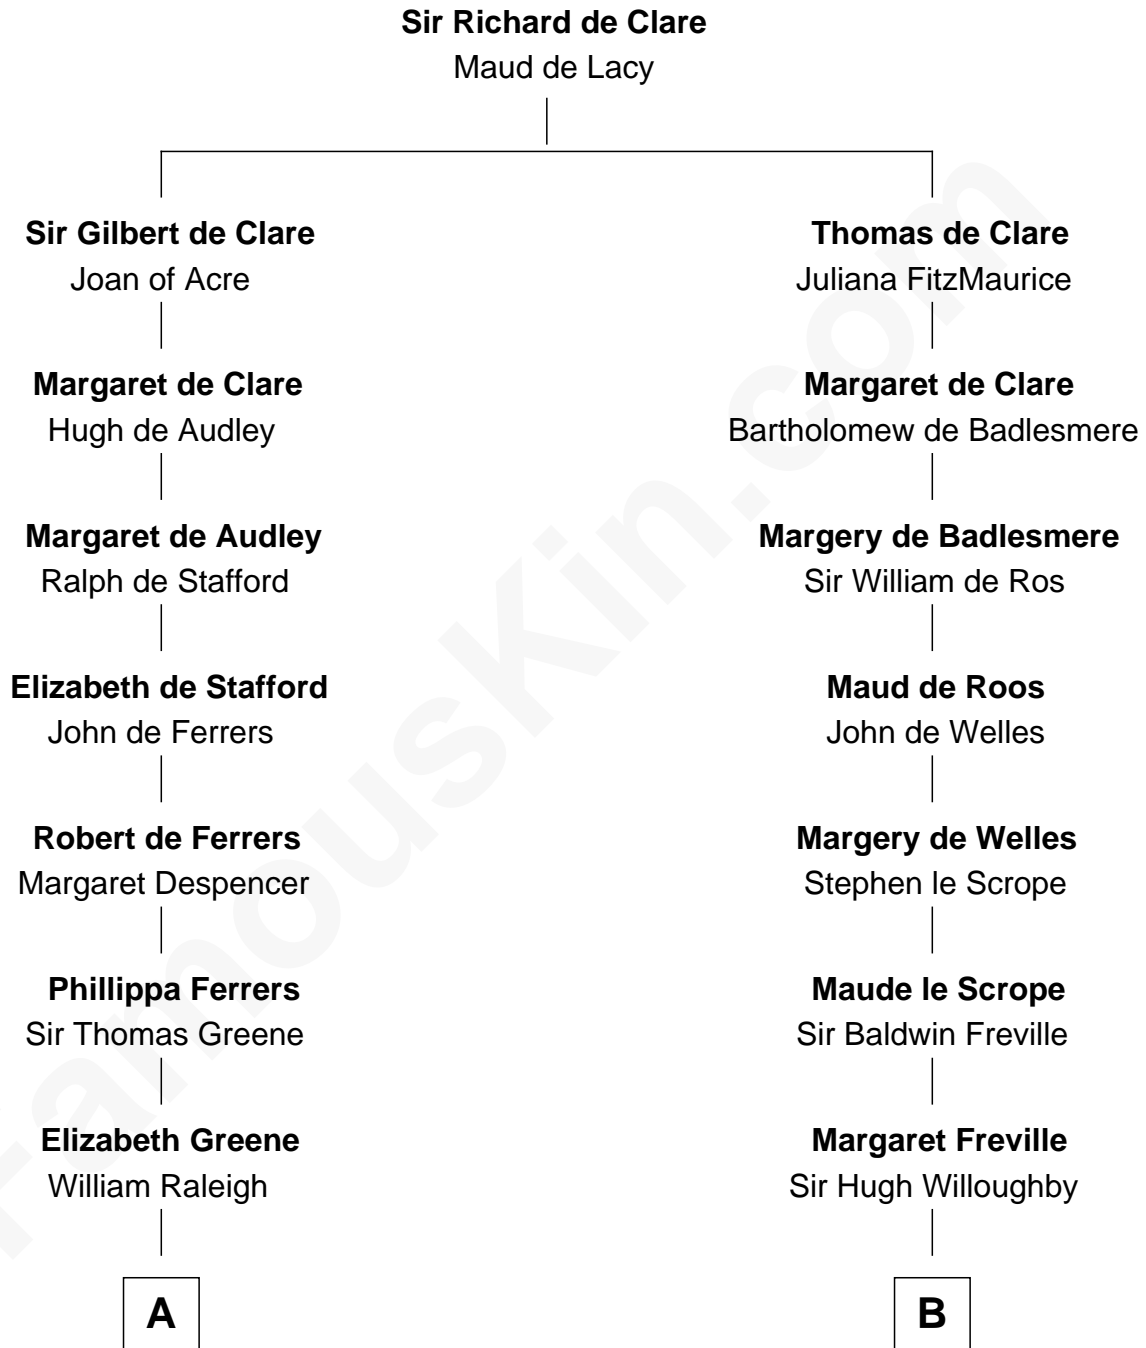 Sir Richard de Clare
Maud de Lacy
Sir Gilbert de Clare
Joan of Acre
Thomas de Clare
Juliana FitzMaurice
Margaret de Clare
Hugh de Audley
Margaret de Clare
Bartholomew de Badlesmere
Margaret de Audley
Ralph de Stafford
Margery de Badlesmere
Sir William de Ros
Elizabeth de Stafford
John de Ferrers
Maud de Roos
John de Welles
Robert de Ferrers
Margaret Despencer
Margery de Welles
Stephen le Scrope
Phillippa Ferrers
Sir Thomas Greene
Maude le Scrope
Sir Baldwin Freville
Elizabeth Greene
William Raleigh
Margaret Freville
Sir Hugh Willoughby
A
B
FamousKin.com